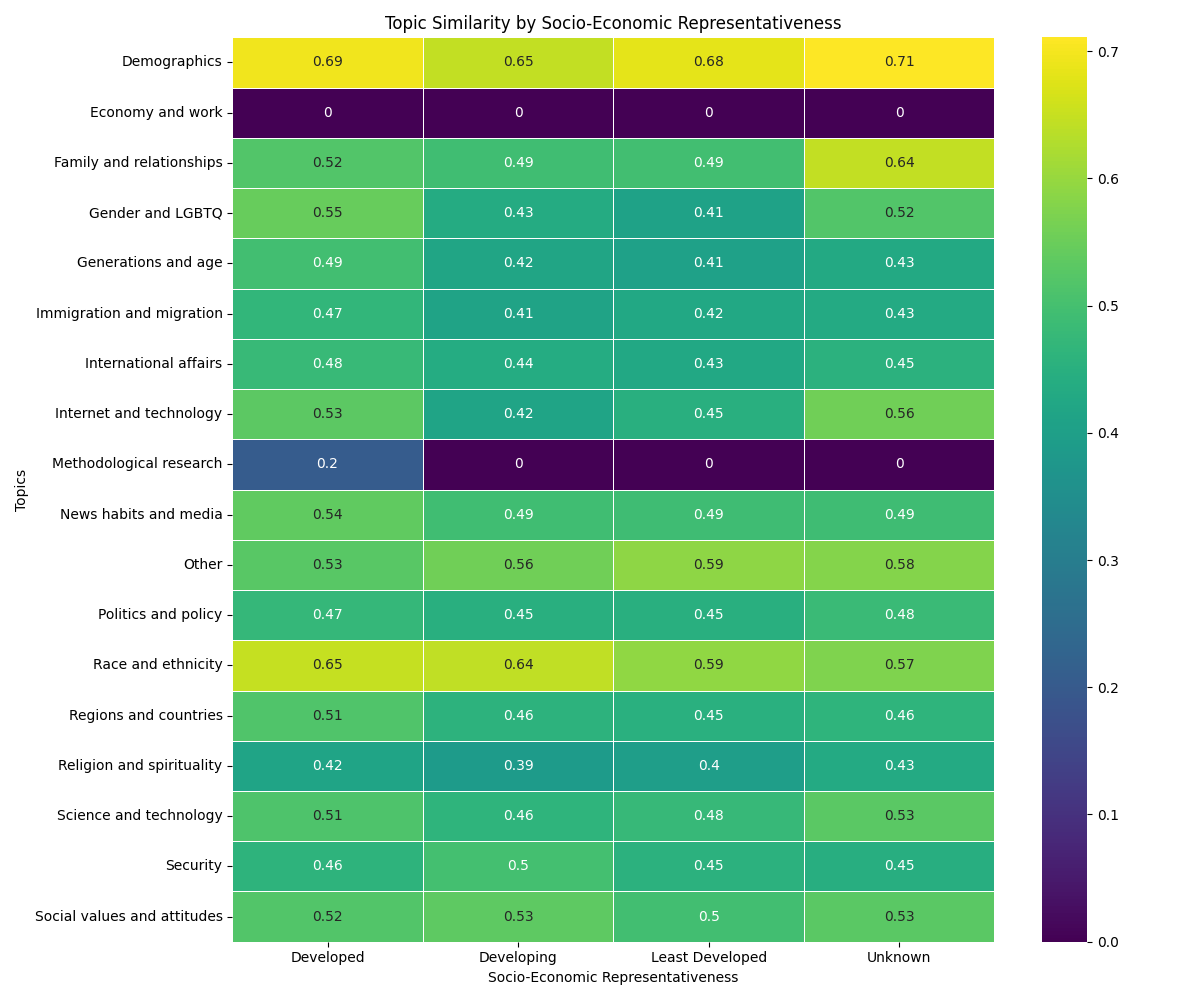 Topic Similarity by Socio-Economic Representativeness
Demographics 0.69 0.65 0.68 0.71
Economy and work 0 0 0 0
Family and relationships 0.52 0.49 0.49 0.64
Gender and LGBTQ 0.55 0.43 0.41 0.52
Generations and age 0.49 0.42 0.41 0.43
Immigration and migration 0.47 0.41 0.42 0.43
International affairs 0.48 0.44 0.43 0.45
Internet and technology 0.53 0.42 0.45 0.56
Methodological research 0.2 0 0 0
News habits and media 0.54 0.49 0.49 0.49
Other 0.53 0.56 0.59 0.58
Politics and policy 0.47 0.45 0.45 0.48
Race and ethnicity 0.65 0.64 0.59 0.57
Regions and countries 0.51 0.46 0.45 0.46
Religion and spirituality 0.42 0.39 0.4 0.43
Science and technology 0.51 0.46 0.48 0.53
Security 0.46 0.5 0.45 0.45
Social values and attitudes 0.52 0.53 0.5 0.53
Developed Developing Least Developed Unknown
Socio-Economic Representativeness
Topics
0.7
0.6
0.5
0.4
0.3
0.2
0.1
0.0